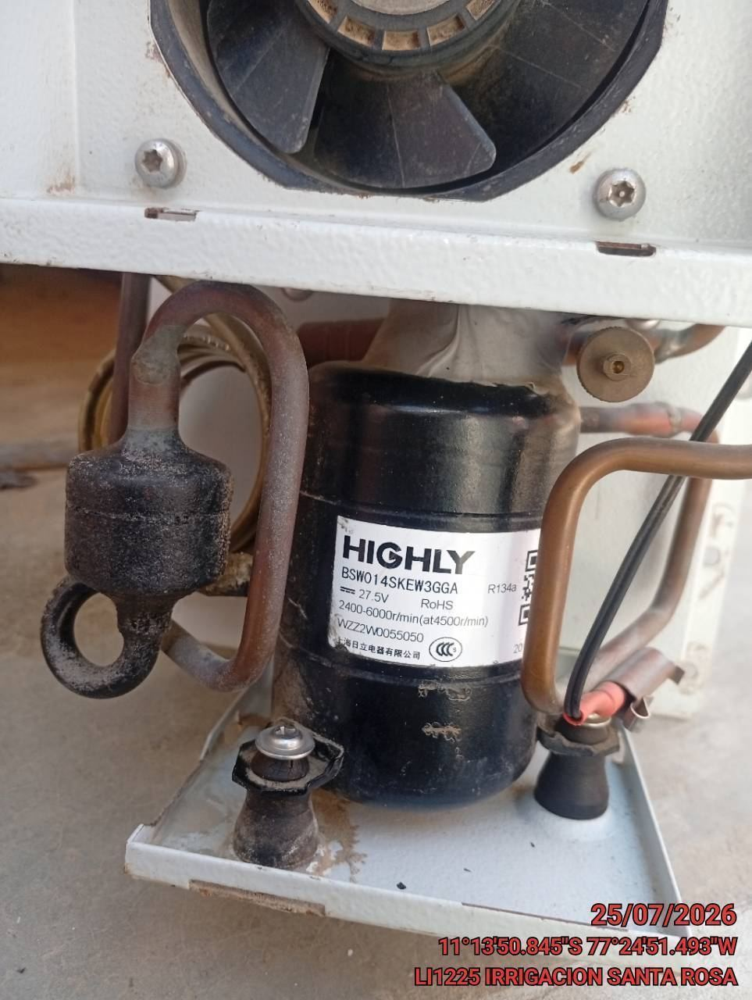 HIGHLY
BSW014SKEW3GGA R134a
27.5V RoHS
2400-6000r/min(at4500r/min)
WZZ2W0055050
上海日立电器有限公司 CCC S 20
25/07/2026
11°13'50.845"S 77°24'51.493"W
LI1225 IRRIGACION SANTA ROSA